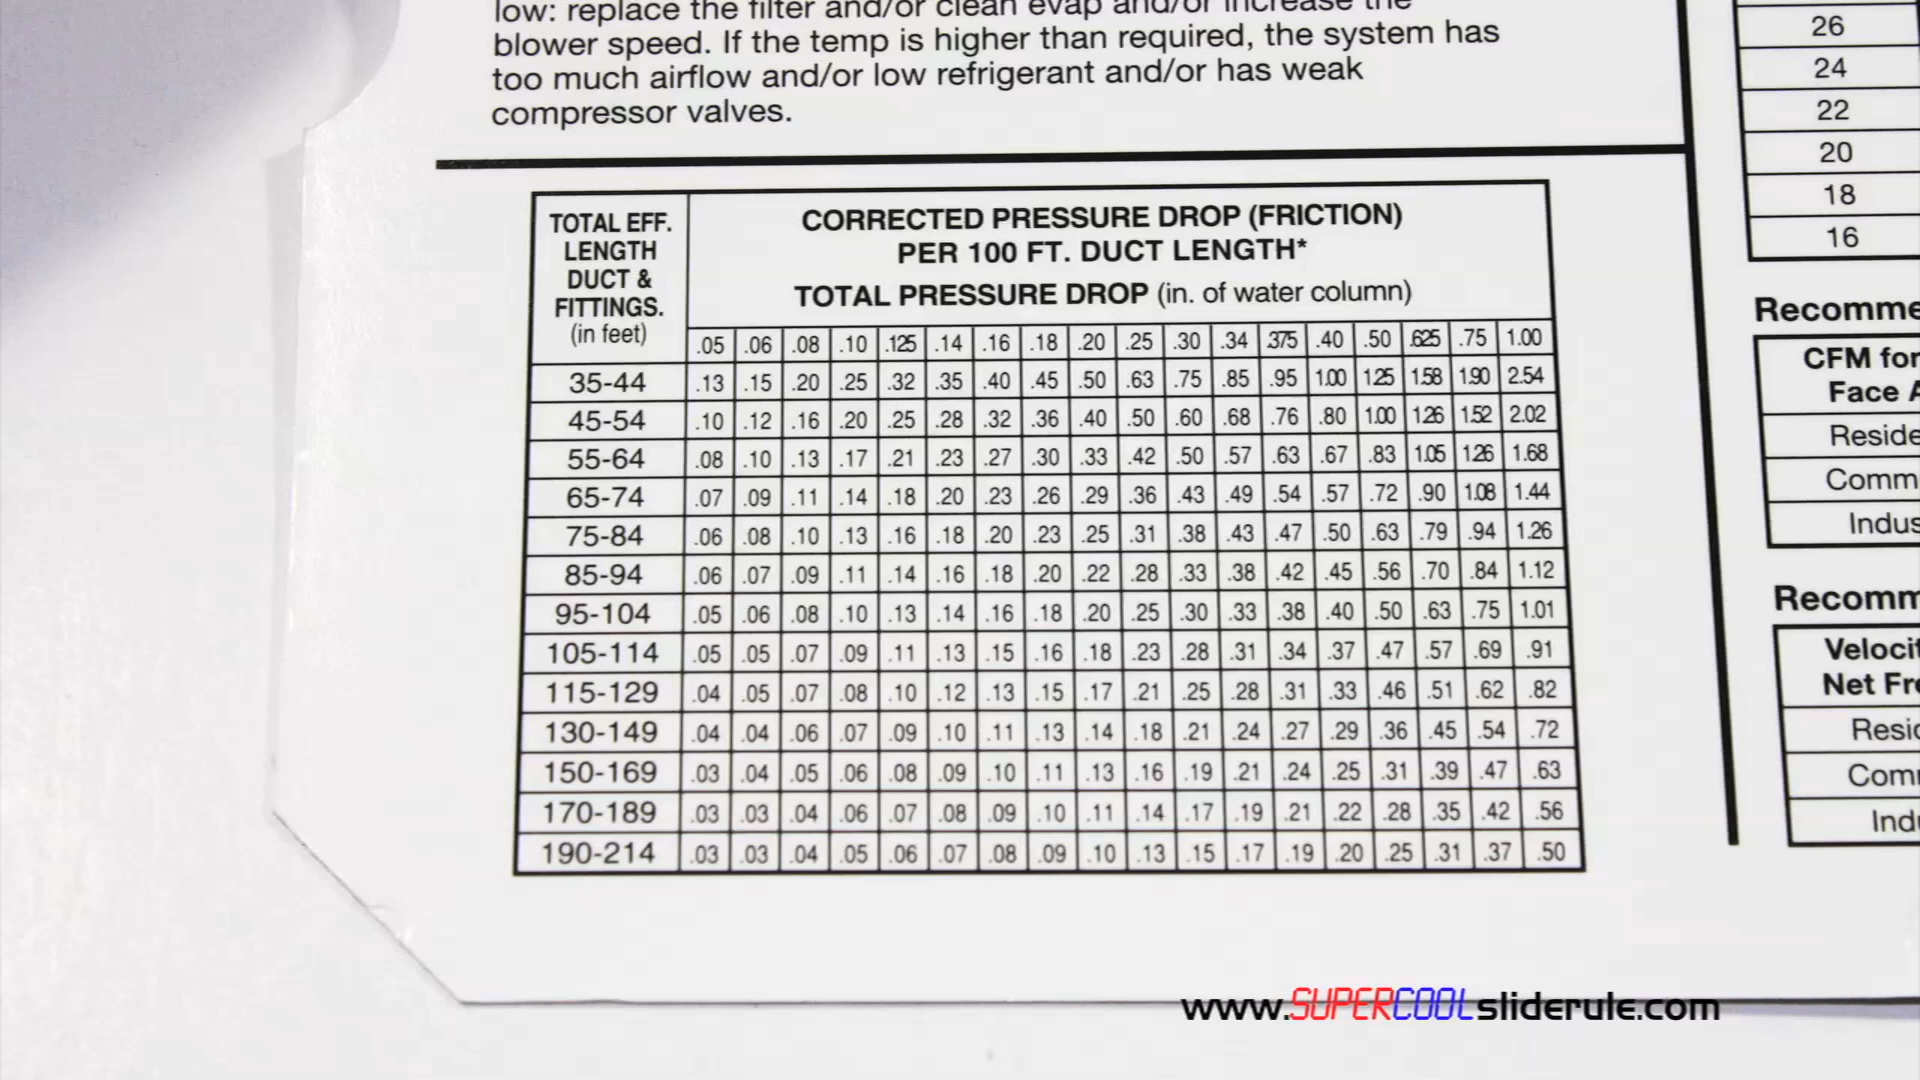 low: replace the filter and/or clean evap and/or increase the
blower speed. If the temp is higher than required, the system has
too much airflow and/or low refrigerant and/or has weak
compressor valves.
TOTAL EFF.
LENGTH
DUCT &
FITTINGS.
(in feet)
CORRECTED PRESSURE DROP (FRICTION)
PER 100 FT. DUCT LENGTH*
TOTAL PRESSURE DROP (in. of water column)
.05 .06 .08 .10 .125 .14 .16 .18 .20 .25 .30 .34 .375 .40 .50 .625 .75 1.00
35-44 .13 .15 .20 .25 .32 .35 .40 .45 .50 .63 .75 .85 .95 1.00 1.25 1.58 1.90 2.54
45-54 .10 .12 .16 .20 .25 .28 .32 .36 .40 .50 .60 .68 .76 .80 1.00 1.26 1.52 2.02
55-64 .08 .10 .13 .17 .21 .23 .27 .30 .33 .42 .50 .57 .63 .67 .83 1.05 1.26 1.68
65-74 .07 .09 .11 .14 .18 .20 .23 .26 .29 .36 .43 .49 .54 .57 .72 .90 1.08 1.44
75-84 .06 .08 .10 .13 .16 .18 .20 .23 .25 .31 .38 .43 .47 .50 .63 .79 .94 1.26
85-94 .06 .07 .09 .11 .14 .16 .18 .20 .22 .28 .33 .38 .42 .45 .56 .70 .84 1.12
95-104 .05 .06 .08 .10 .13 .14 .16 .18 .20 .25 .30 .33 .38 .40 .50 .63 .75 1.01
105-114 .05 .05 .07 .09 .11 .13 .15 .16 .18 .23 .28 .31 .34 .37 .47 .57 .69 .91
115-129 .04 .05 .07 .08 .10 .12 .13 .15 .17 .21 .25 .28 .31 .33 .46 .51 .62 .82
130-149 .04 .04 .06 .07 .09 .10 .11 .13 .14 .18 .21 .24 .27 .29 .36 .45 .54 .72
150-169 .03 .04 .05 .06 .08 .09 .10 .11 .13 .16 .19 .21 .24 .25 .31 .39 .47 .63
170-189 .03 .03 .04 .06 .07 .08 .09 .10 .11 .14 .17 .19 .21 .22 .28 .35 .42 .56
190-214 .03 .03 .04 .05 .06 .07 .08 .09 .10 .13 .15 .17 .19 .20 .25 .31 .37 .50
26
24
22
20
18
16
CFM for
Face
www.SUPERCOOLsliderule.com